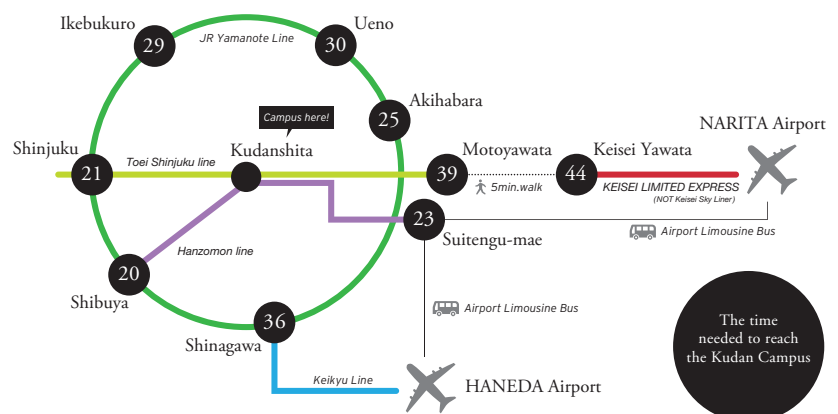 Ikebukuro
29
JR Yamanote Line
Ueno
30
Akihabara
25
Campus here!
Shinjuku
21
Toei Shinjuku line
Kudanshita
39
Motoyawata
5min.walk
44
Keisei Yawata
NARITA Airport
KEISEI LIMITED EXPRESS
(NOT Keisei Sky Liner)
Hanzomon line
23
Suitengu-mae
Airport Limousine Bus
20
Shibuya
36
Shinagawa
Airport Limousine Bus
Keikyu Line
HANEDA Airport
The time
needed to reach
the Kudan Campus